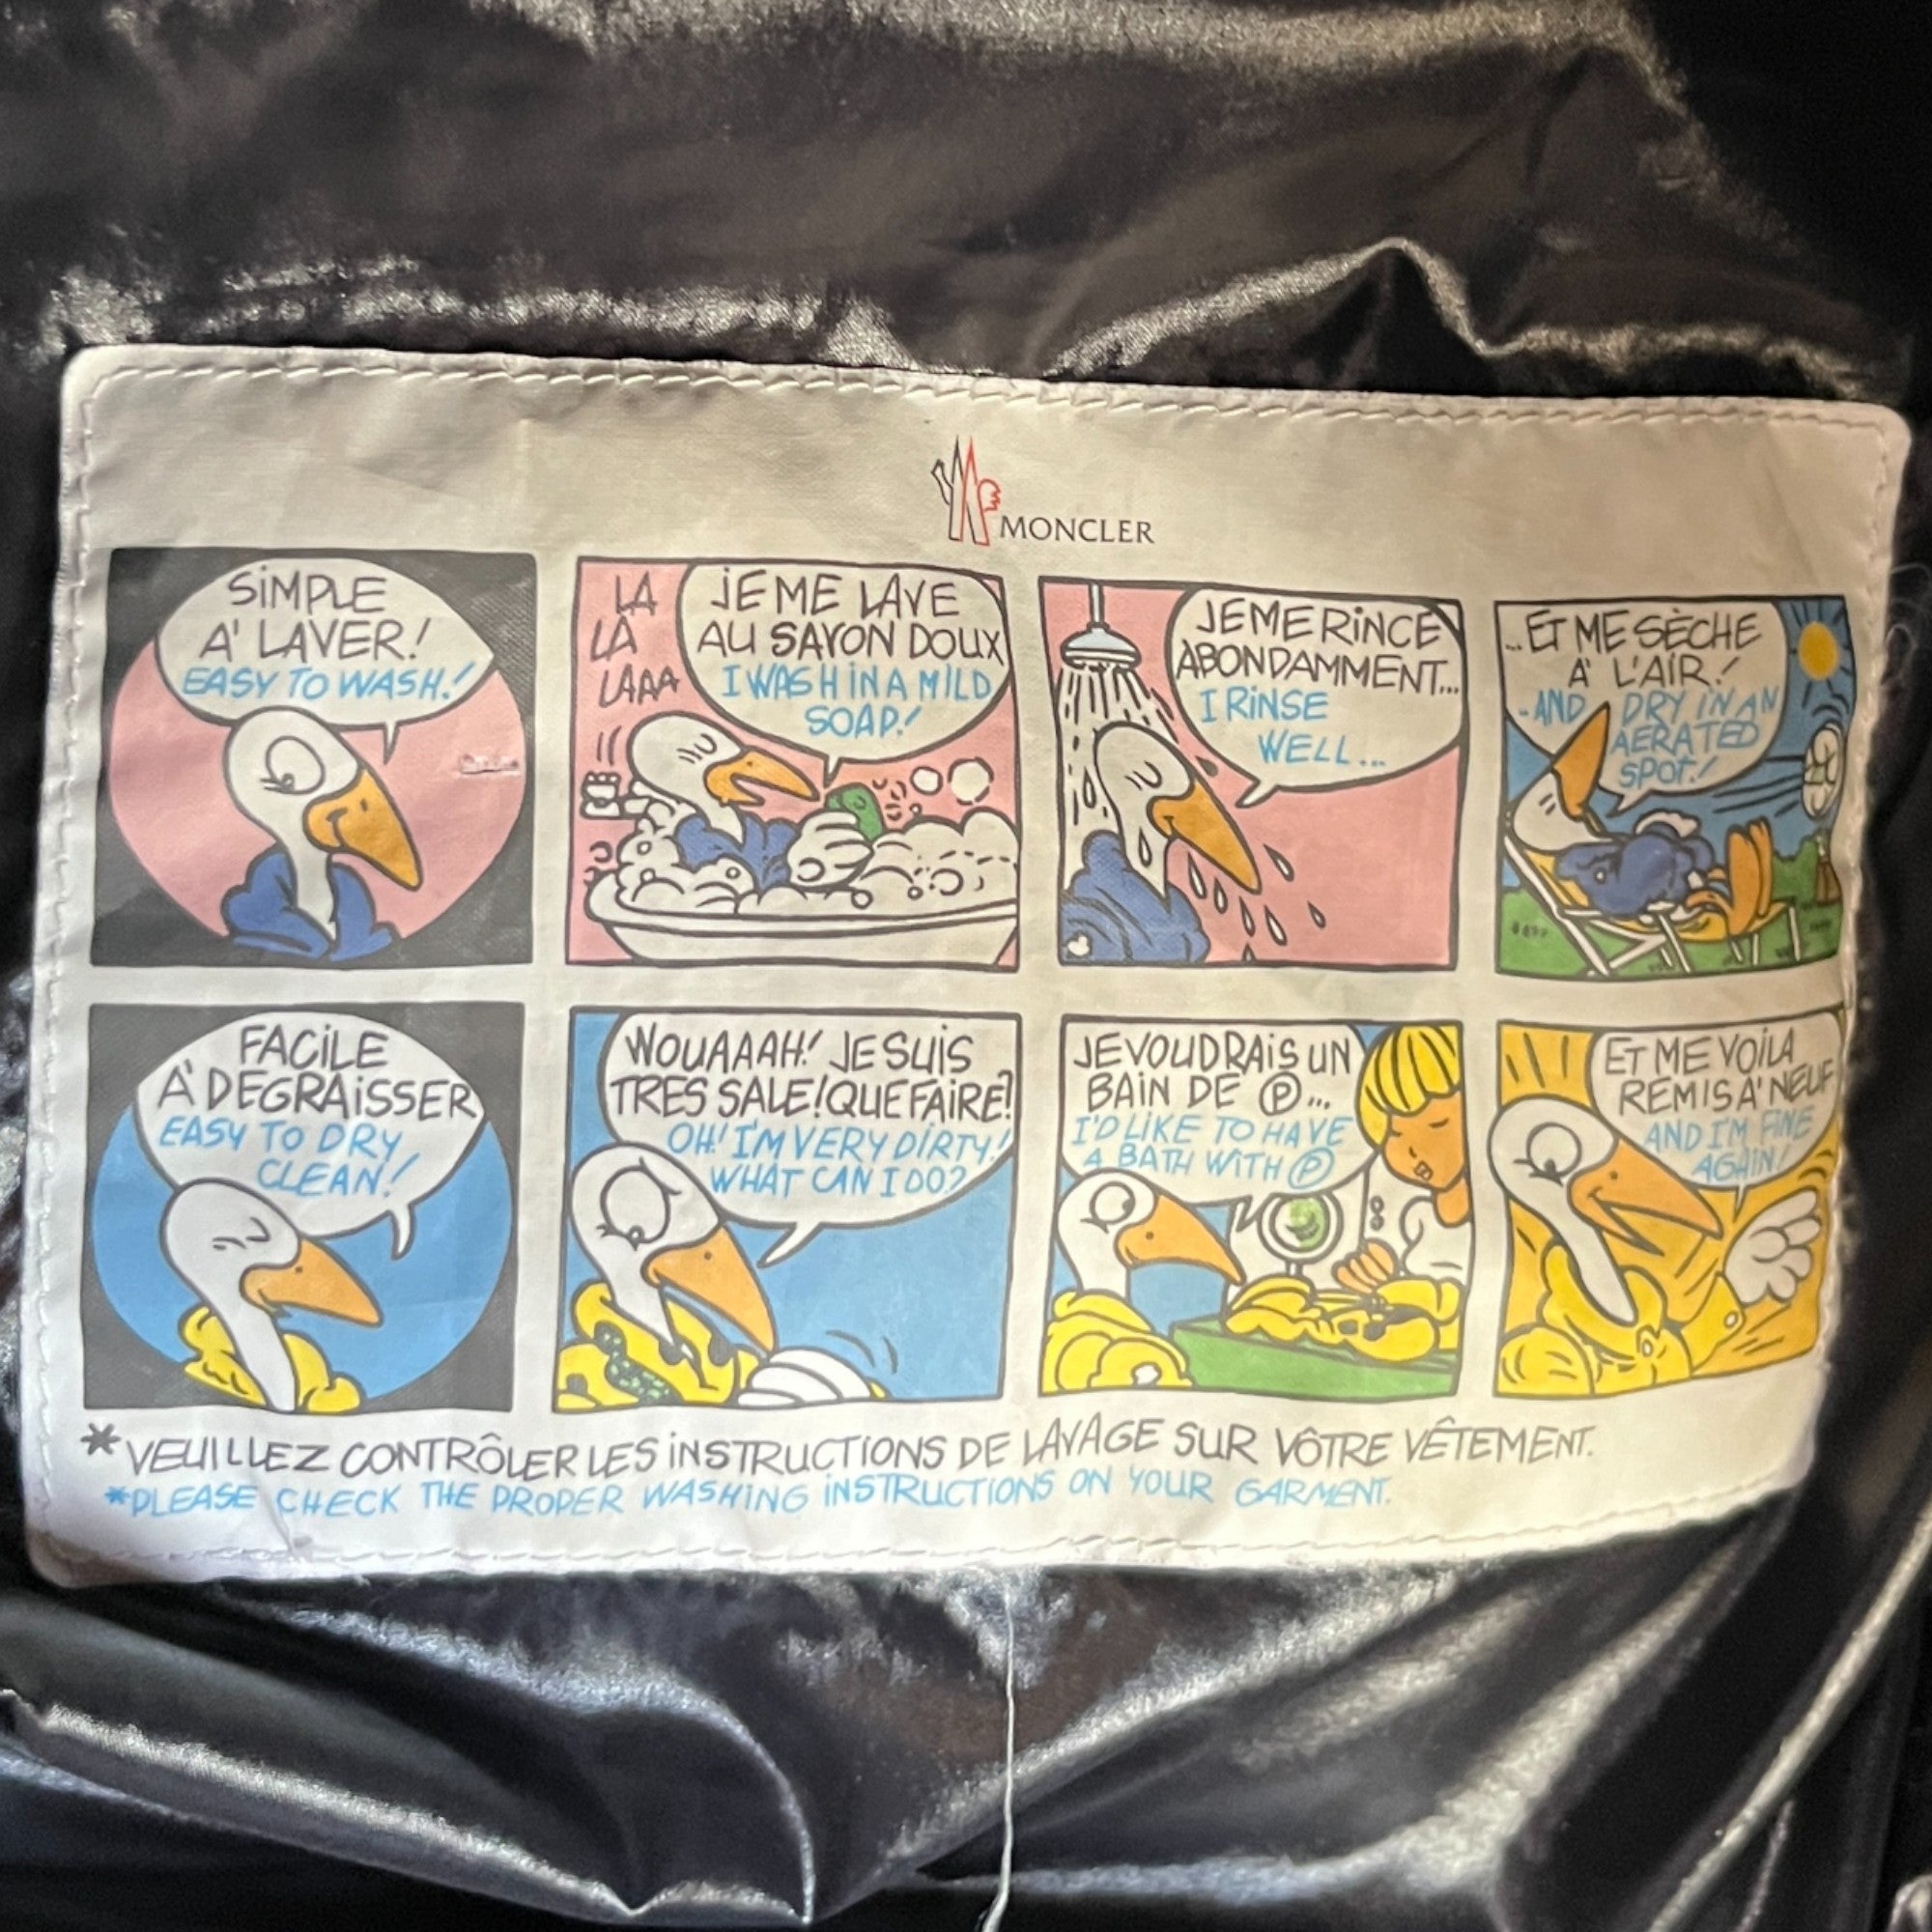 MONCLER
SiMPLE
A' LAVER!
EASY TO WASH!
LA
LÀ
LAAA
JE ME LAVE
AU SAVON DOUX
I WASH iN A MiLD
SOAP!
JE ME RiNCE
ABONDAMMENT...
I RiNSE
WELL...
...ET ME SÈCHE
A' L'AIR!
-AND DRY IN AN
AERATED
SPOT!
FACiLE
A' DEGRAiSSER
EASY TO DRY
CLEAN!
WOUAAAH! JE SUiS
TRES SALE! QUE FAiRE?
OH! I'M VERY DiRTY!
WHAT CAN I DO?
JE VOUDRAiS UN
BAIN DE Ⓟ...
I'D LIKE TO HAVE
A BATH WiTH Ⓟ
ET ME VOiLA
REMIS A' NEUF
AND I'M FINE
AGAiN!
*VEUILLEZ CONTRÔLER LES iNSTRUCTIONS DE LAVAGE SUR VÔTRE VÊTEMENT.
*PLEASE CHECK THE PROPER WASHiNG iNSTRUCTIONS ON YOUR GARMENT.